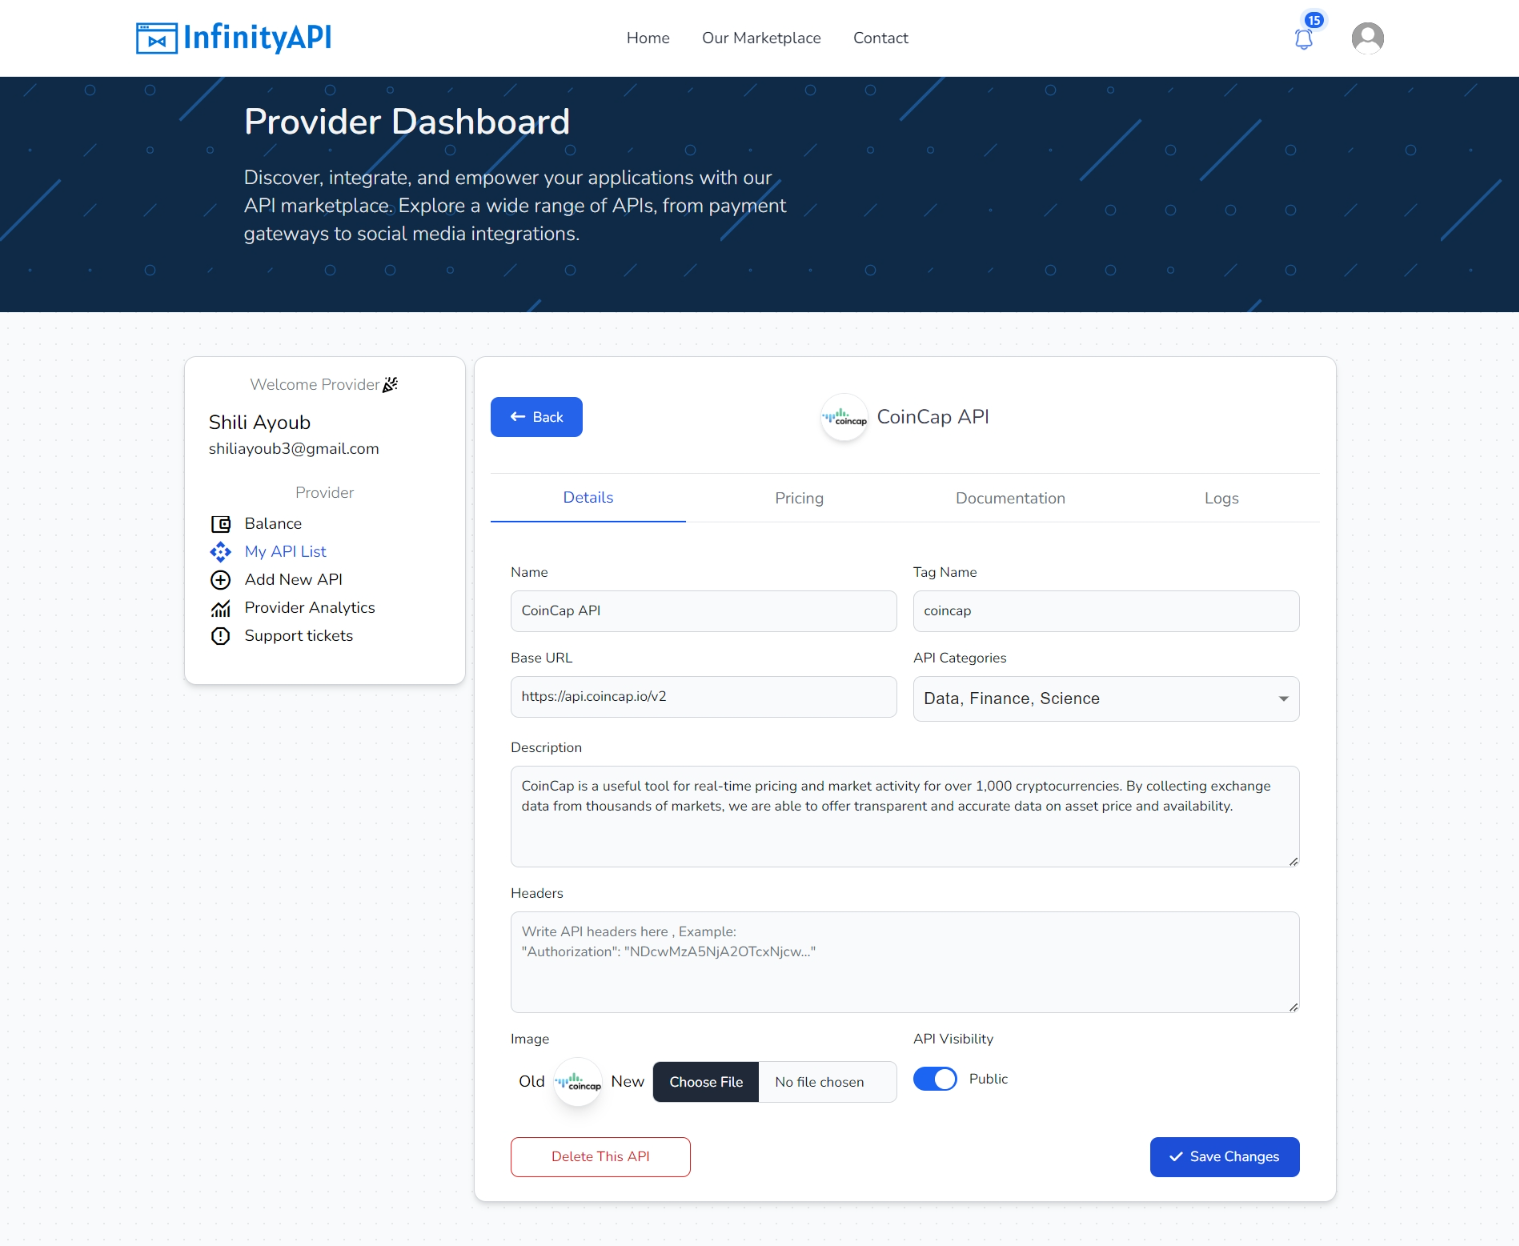 InfinityAPI
Home
Our Marketplace
Contact
15
Provider Dashboard
Discover, integrate, and empower your applications with our
API marketplace. Explore a wide range of APIs, from payment
gateways to social media integrations.
Welcome Provider
Shili Ayoub
shiliayoub3@gmail.com
Provider
Balance
My API List
Add New API
Provider Analytics
Support tickets
Back
coincap
CoinCap API
Details
Pricing
Documentation
Logs
Name
Tag Name
CoinCap API
coincap
Base URL
API Categories
https://api.coincap.io/v2
Data, Finance, Science
Description
CoinCap is a useful tool for real-time pricing and market activity for over 1,000 cryptocurrencies. By collecting exchange
data from thousands of markets, we are able to offer transparent and accurate data on asset price and availability.
Headers
Write API headers here , Example:
"Authorization": "NDcwMzA5NjA2OTcxNjcw..."
Image
API Visibility
Old
coincap
New
Choose File
No file chosen
Public
Delete This API
Save Changes